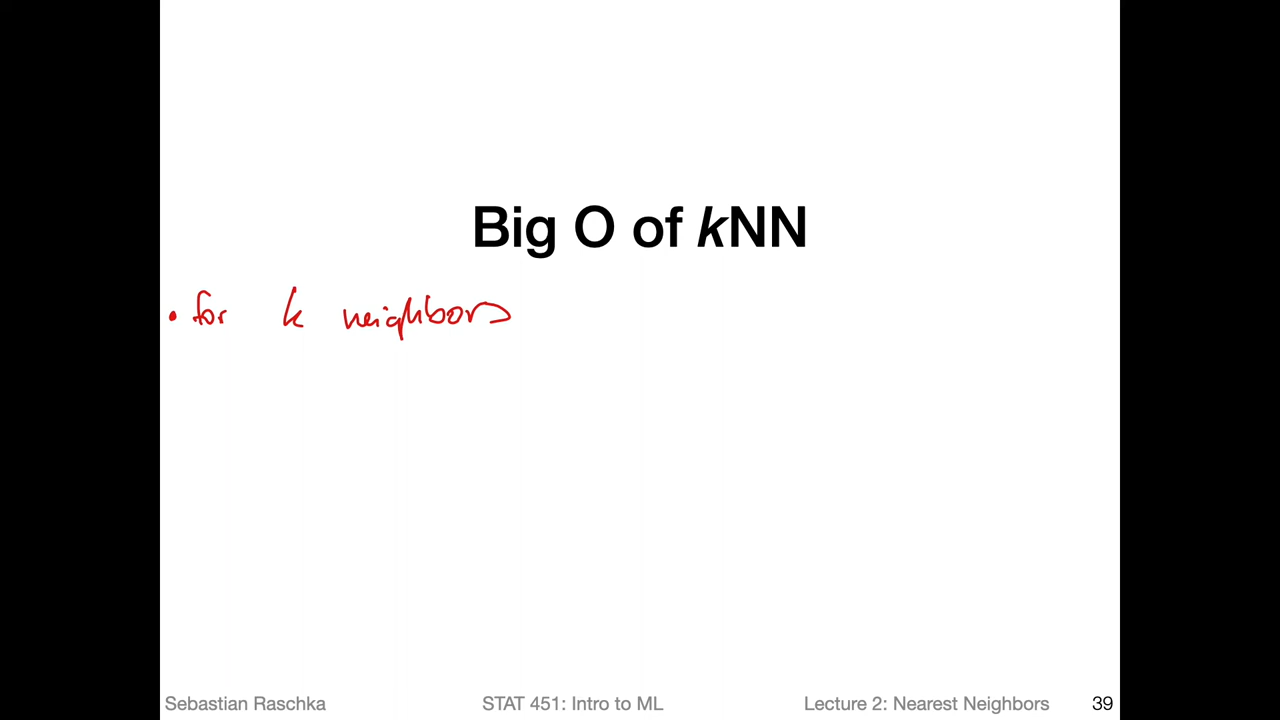 Big O of kNN
• for k neighbors
Sebastian Raschka STAT 451: Intro to ML Lecture 2: Nearest Neighbors 39